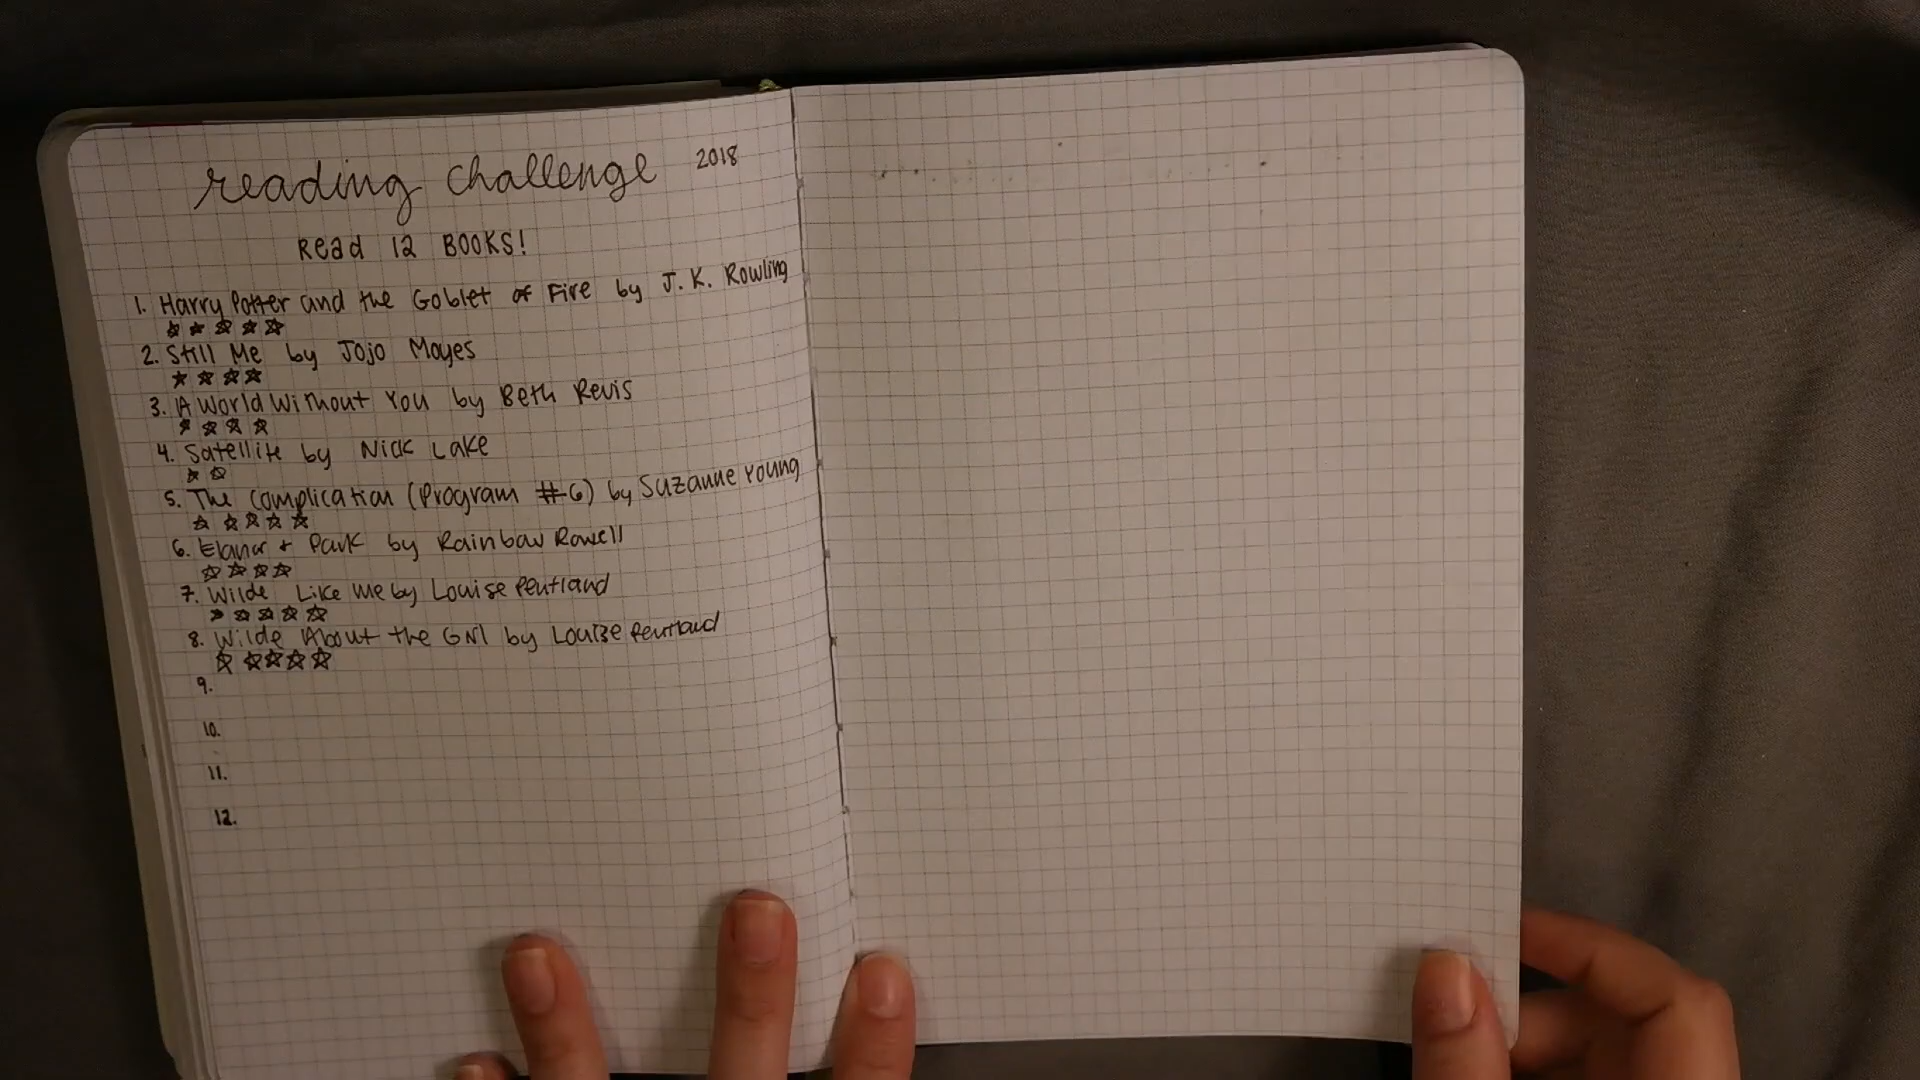 reading challenge 2018
Read 12 BOOKS!
1. Harry Potter and the Goblet of Fire by J. K. Rowling
☆ ☆ ☆ ☆ ☆
2. Still Me by Jojo Moyes
☆ ☆ ☆ ☆
3. A World Without You by Beth Revis
☆ ☆ ☆ ☆
4. Satellite by Nick Lake
☆ ☆
5. The Complication (Program #6) by Suzanne Young
☆ ☆ ☆ ☆ ☆
6. Elanor + Park by Rainbow Rowell
☆ ☆ ☆ ☆
7. Wilde Like Me by Louise Pentland
☆ ☆ ☆ ☆ ☆
8. Wilde About the Girl by Louise Pentland
☆ ☆ ☆ ☆ ☆
9.
10.
11.
12.